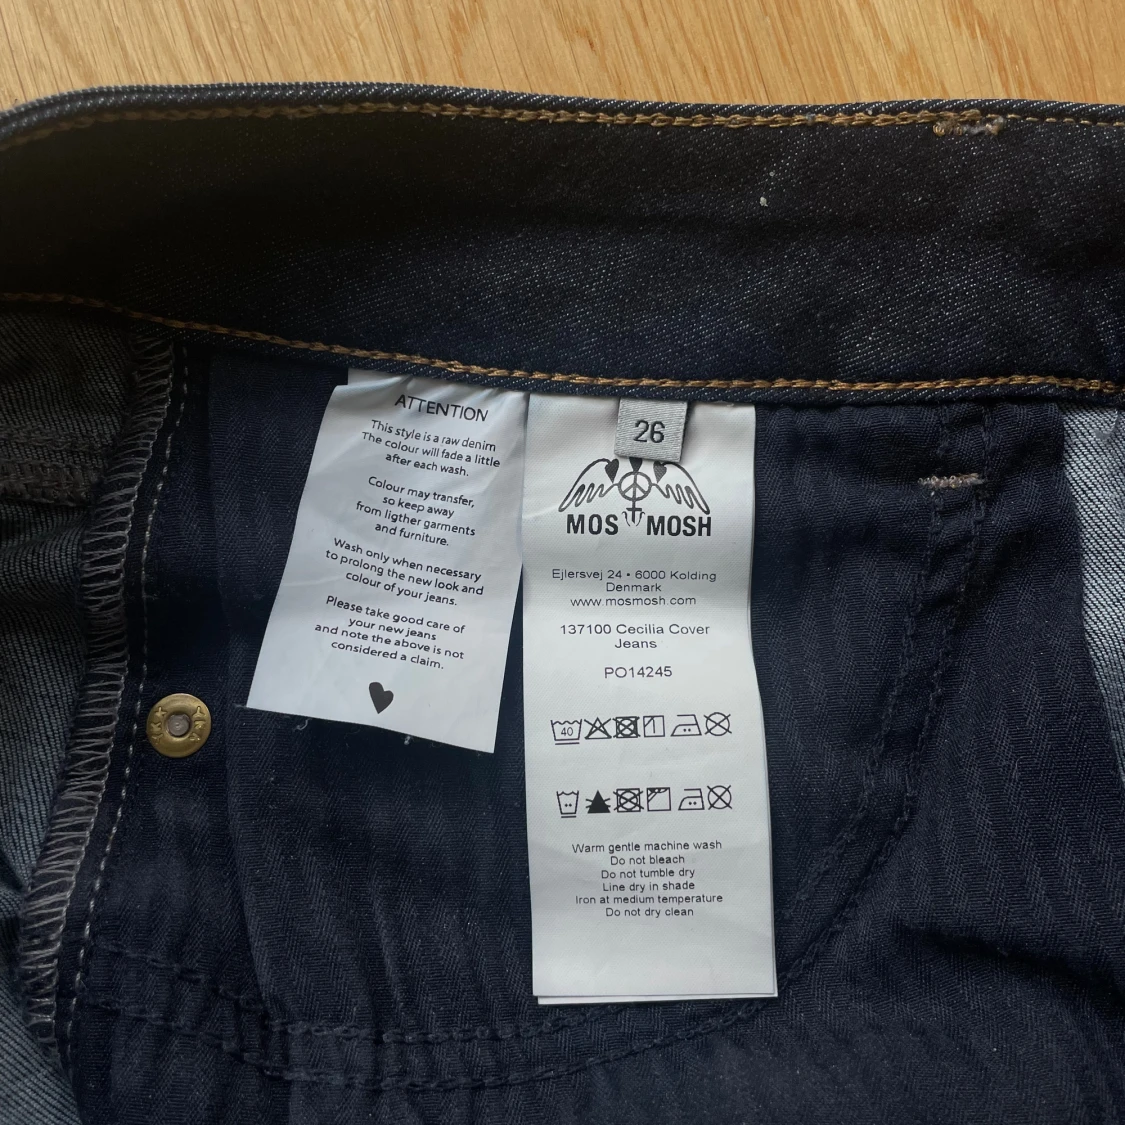 ATTENTION
This style is a raw denim
The colour will fade a little
after each wash.
Colour may transfer,
so keep away
from ligther garments
and furniture.
Wash only when necessary
to prolong the new look and
colour of your jeans.
Please take good care of
your new jeans
and note the above is not
considered a claim.
26
MOS MOSH
Ejlersvej 24 • 6000 Kolding
Denmark
www.mosmosh.com
137100 Cecilia Cover
Jeans
PO14245
40
Warm gentle machine wash
Do not bleach
Do not tumble dry
Line dry in shade
Iron at medium temperature
Do not dry clean